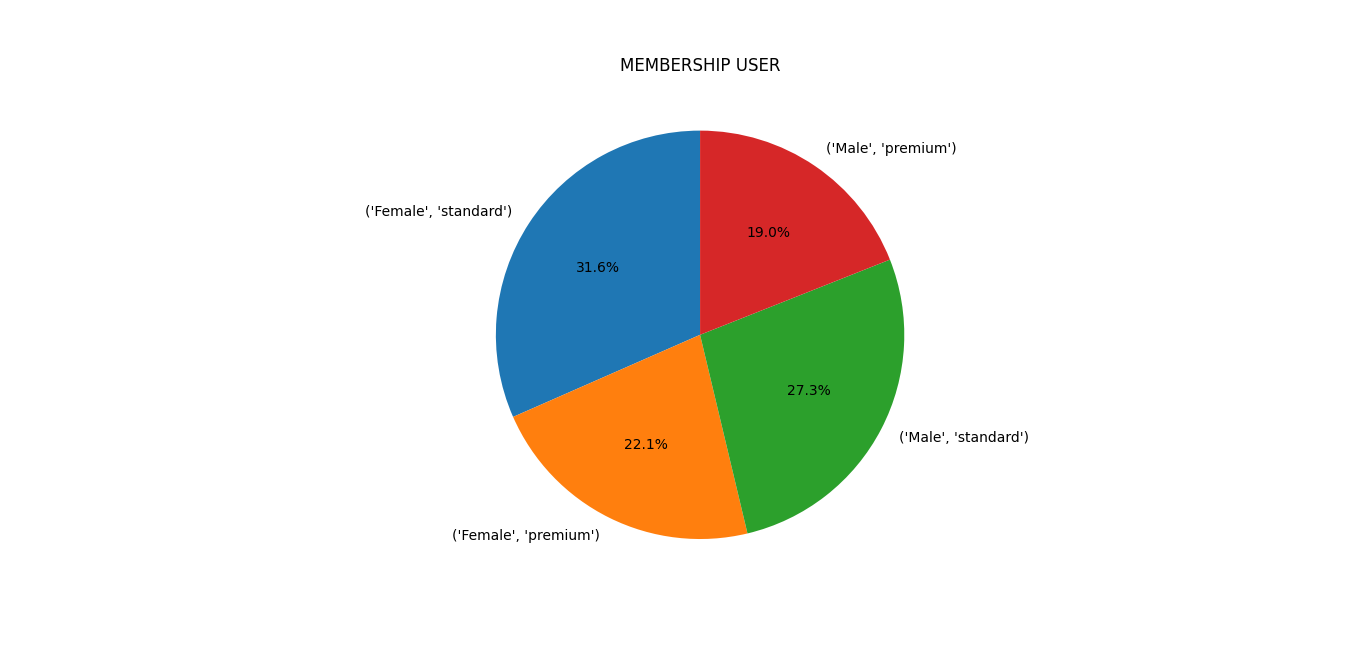 MEMBERSHIP USER
('Male', 'premium')
('Female', 'standard')
19.0%
31.6%
27.3%
('Male', 'standard')
22.1%
('Female', 'premium')